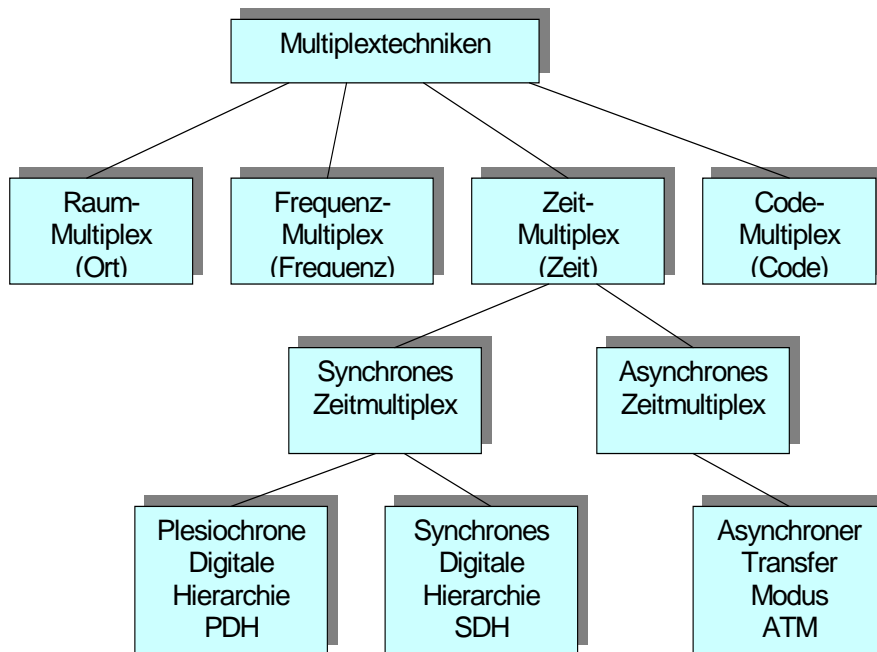 Multiplextechniken
Raum-
Multiplex
(Ort)
Frequenz-
Multiplex
(Frequenz)
Zeit-
Multiplex
(Zeit)
Code-
Multiplex
(Code)
Synchrones
Zeitmultiplex
Asynchrones
Zeitmultiplex
Plesiochrone
Digitale
Hierarchie
PDH
Synchrones
Digitale
Hierarchie
SDH
Asynchroner
Transfer
Modus
ATM